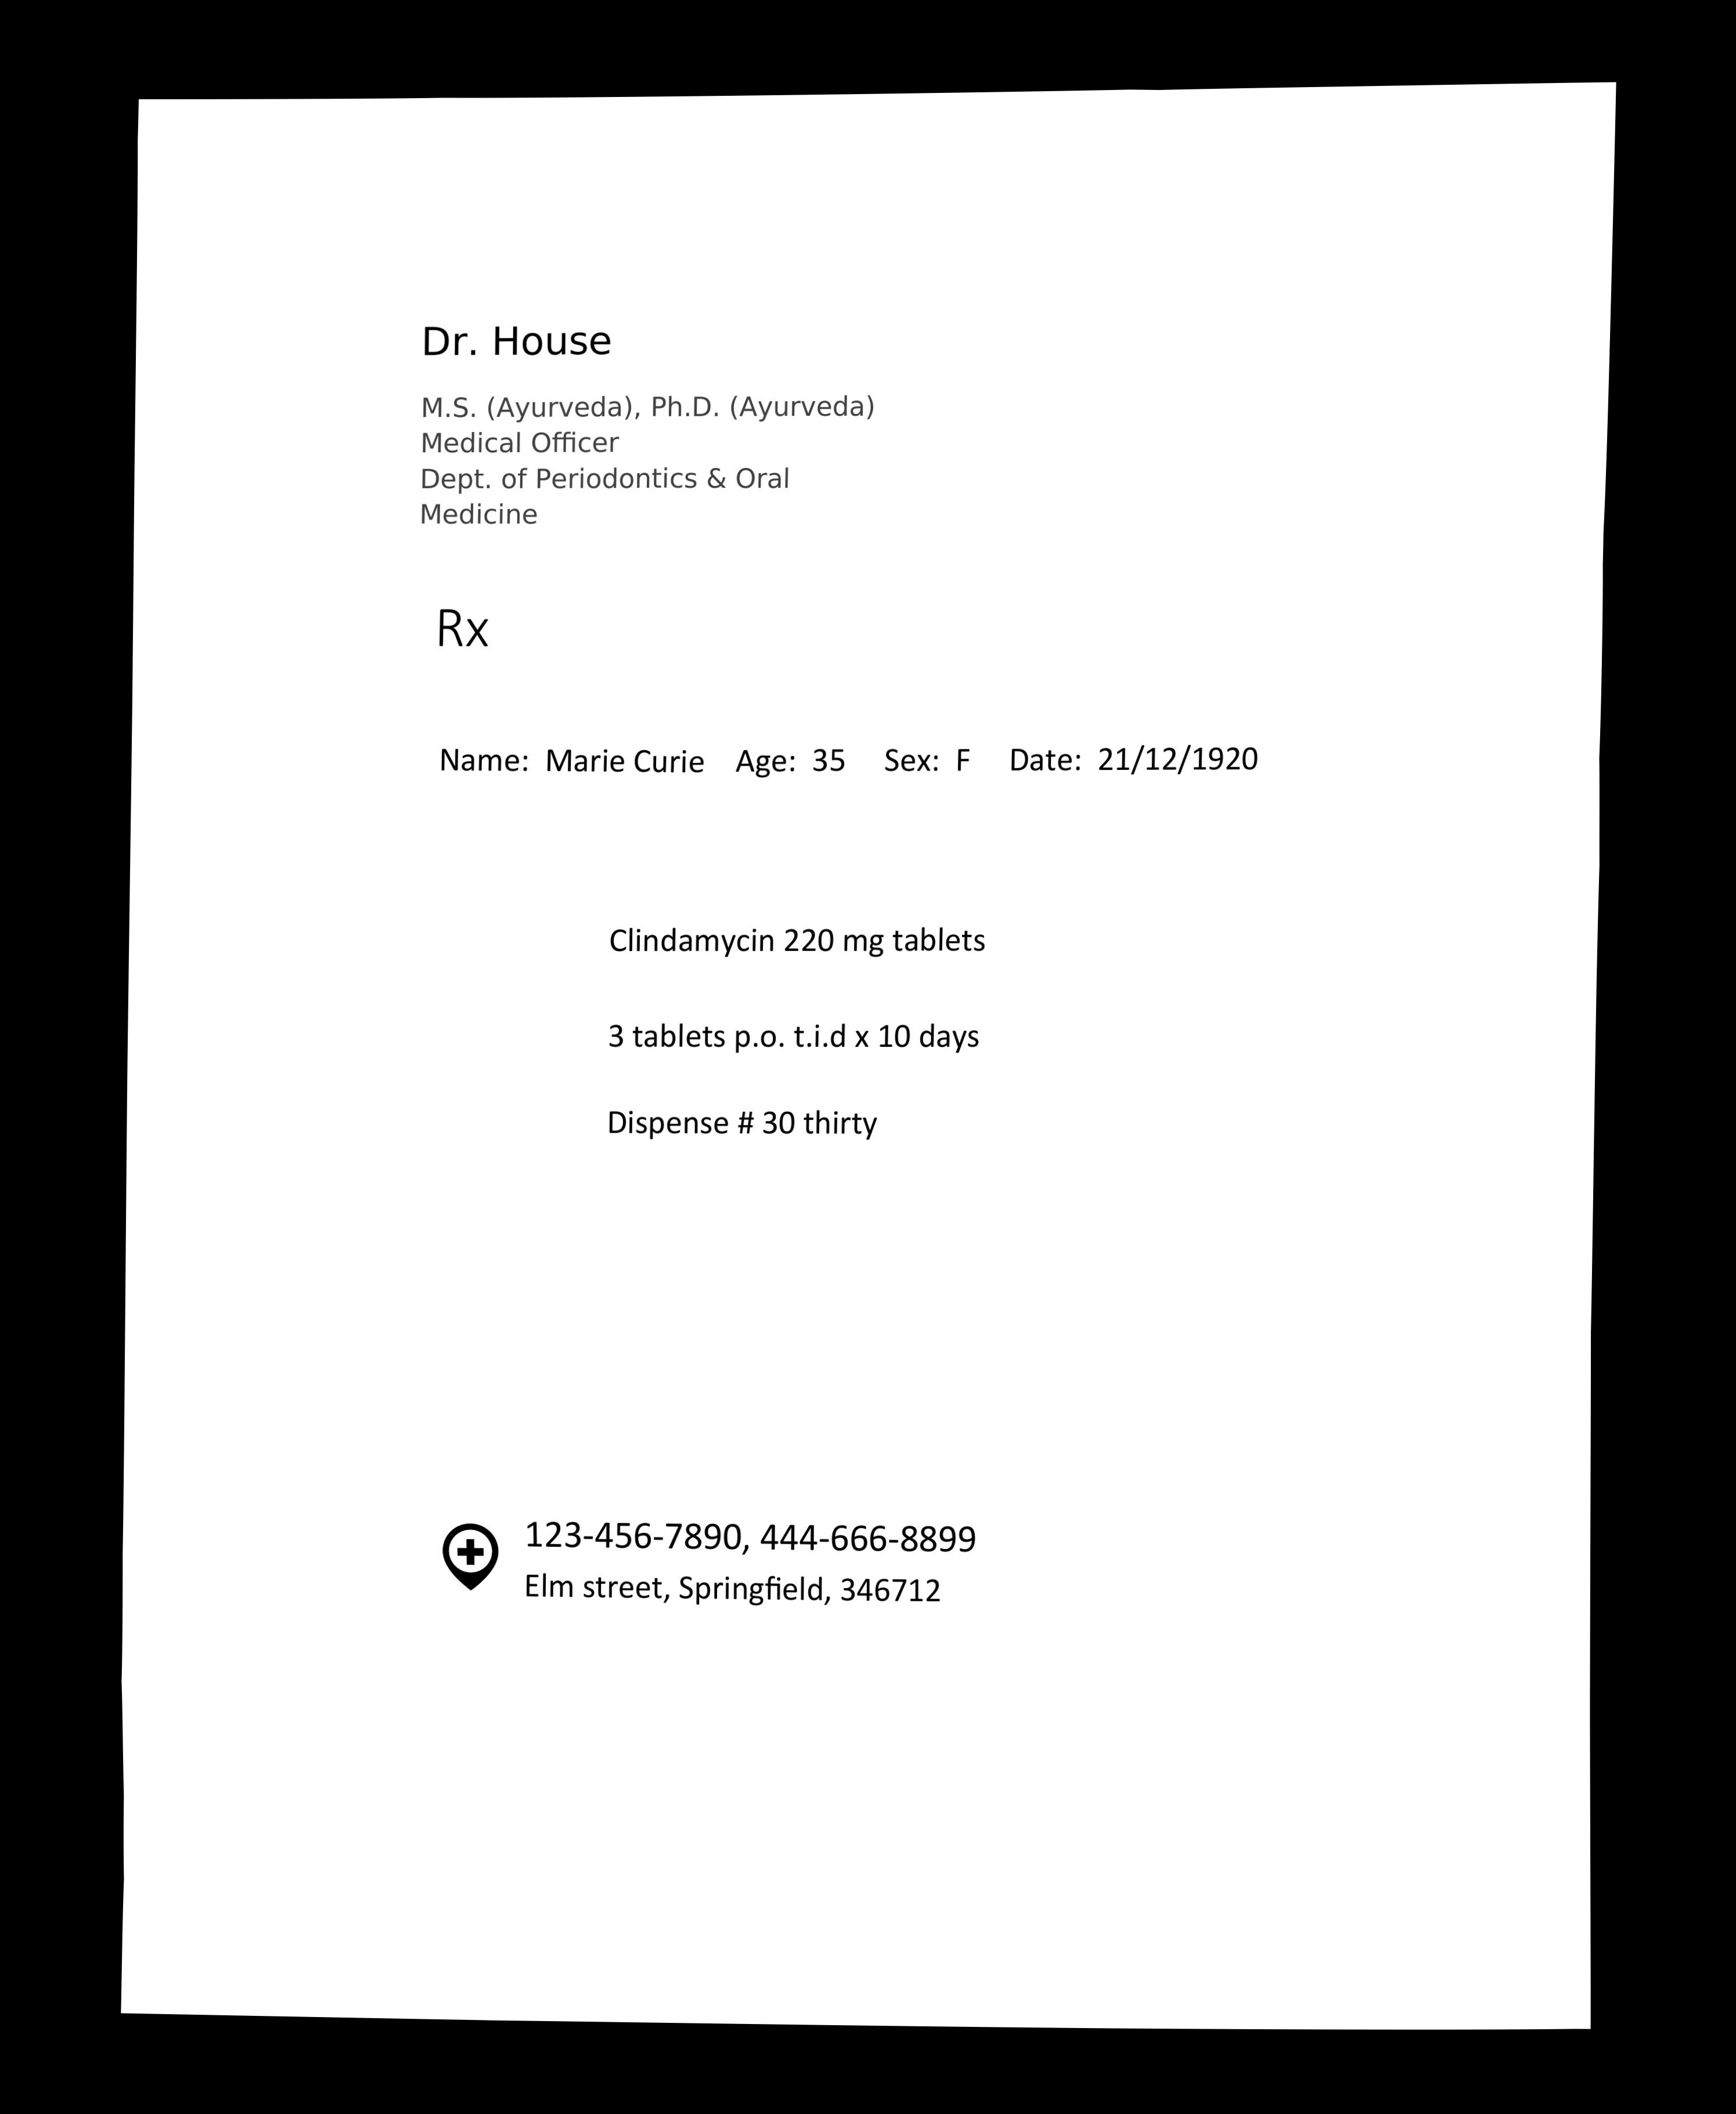 Dr. House
M.S. (Ayurveda), Ph.D. (Ayurveda)
Medical Officer
Dept. of Periodontics & Oral
Medicine
Rx
Name: Marie Curie Age: 35 Sex: F Date: 21/12/1920
Clindamycin 220 mg tablets
3 tablets p.o. t.i.d x 10 days
Dispense # 30 thirty
123-456-7890, 444-666-8899
Elm street, Springfield, 346712